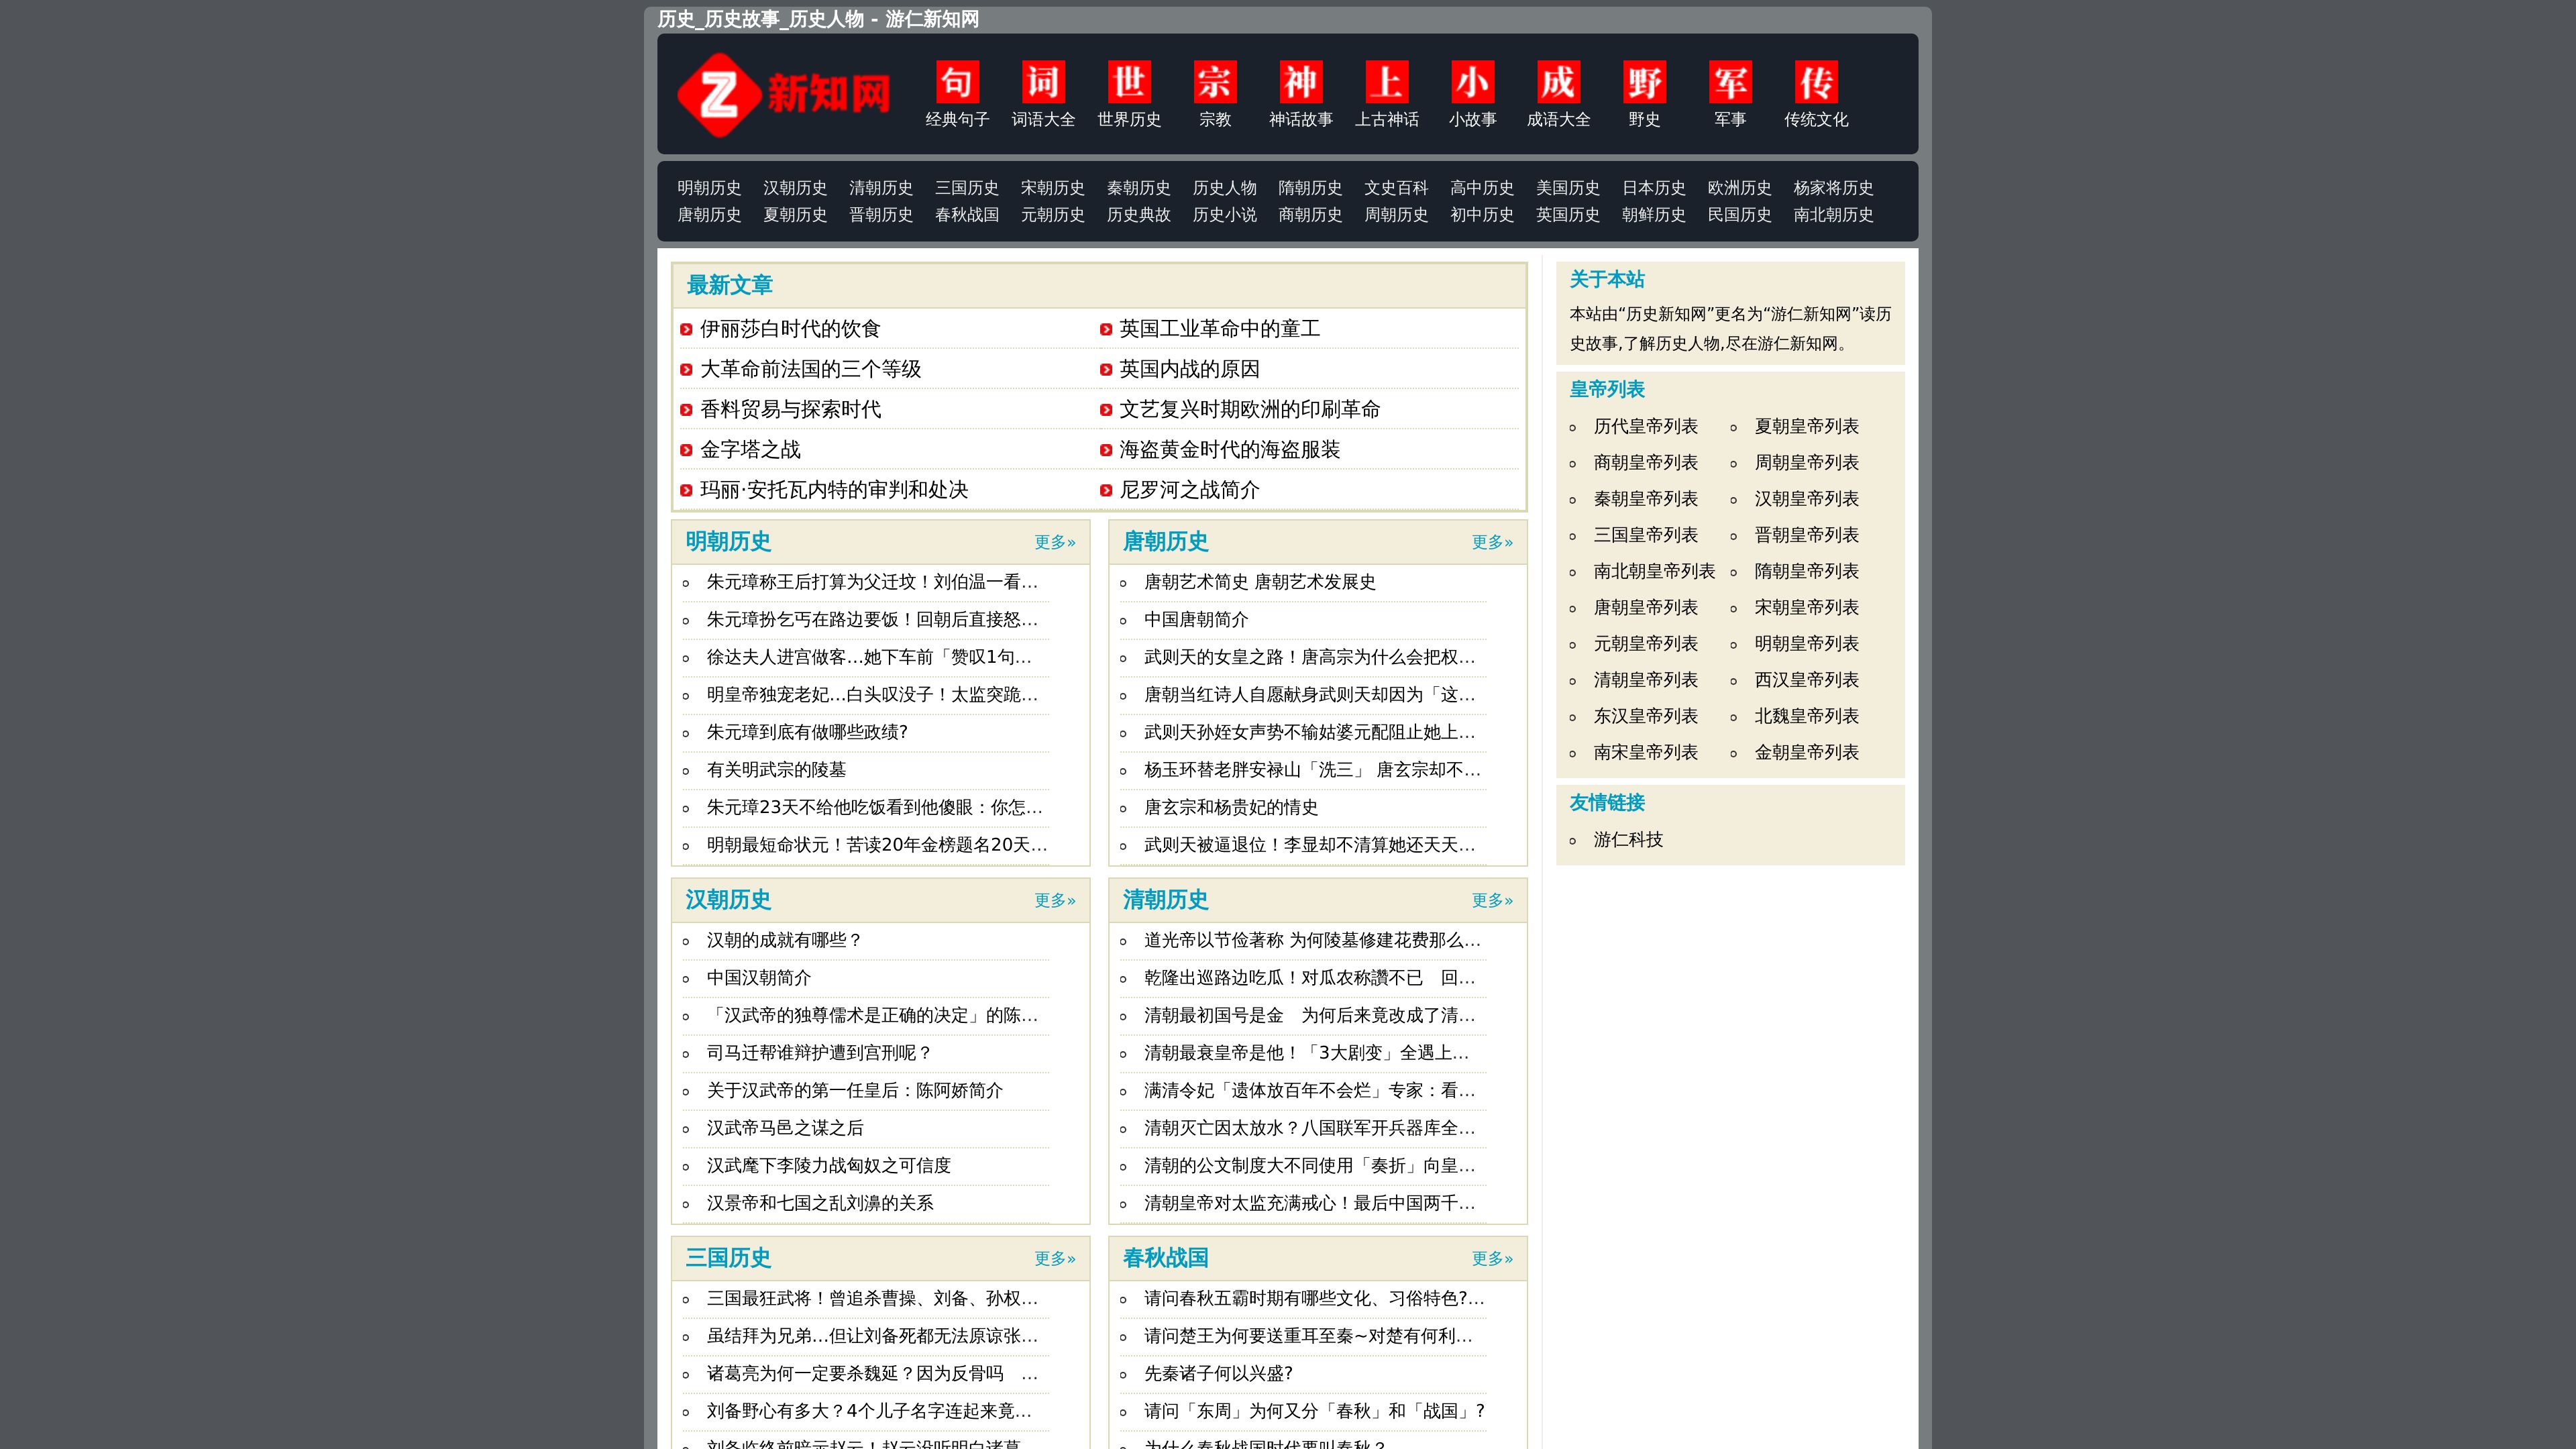 历史_历史故事_历史人物 - 游仁新知网
Z 新知网
句 词 世 宗 神 上 小 成 野 军 传
经典句子 词语大全 世界历史 宗教 神话故事 上古神话 小故事 成语大全 野史 军事 传统文化
明朝历史 汉朝历史 清朝历史 三国历史 宋朝历史 秦朝历史 历史人物 隋朝历史 文史百科 高中历史 美国历史 日本历史 欧洲历史 杨家将历史
唐朝历史 夏朝历史 晋朝历史 春秋战国 元朝历史 历史典故 历史小说 商朝历史 周朝历史 初中历史 英国历史 朝鲜历史 民国历史 南北朝历史
最新文章
伊丽莎白时代的饮食
英国工业革命中的童工
大革命前法国的三个等级
英国内战的原因
香料贸易与探索时代
文艺复兴时期欧洲的印刷革命
金字塔之战
海盗黄金时代的海盗服装
玛丽·安托瓦内特的审判和处决
尼罗河之战简介
明朝历史 更多»
朱元璋称王后打算为父迁坟！刘伯温一看…
朱元璋扮乞丐在路边要饭！回朝后直接怒…
徐达夫人进宫做客…她下车前「赞叹1句…
明皇帝独宠老妃…白头叹没子！太监突跪…
朱元璋到底有做哪些政绩?
有关明武宗的陵墓
朱元璋23天不给他吃饭看到他傻眼：你怎…
明朝最短命状元！苦读20年金榜题名20天…
唐朝历史 更多»
唐朝艺术简史 唐朝艺术发展史
中国唐朝简介
武则天的女皇之路！唐高宗为什么会把权…
唐朝当红诗人自愿献身武则天却因为「这…
武则天孙姪女声势不输姑婆元配阻止她上…
杨玉环替老胖安禄山「洗三」 唐玄宗却不…
唐玄宗和杨贵妃的情史
武则天被逼退位！李显却不清算她还天天…
汉朝历史 更多»
汉朝的成就有哪些？
中国汉朝简介
「汉武帝的独尊儒术是正确的决定」的陈…
司马迁帮谁辩护遭到宫刑呢？
关于汉武帝的第一任皇后：陈阿娇简介
汉武帝马邑之谋之后
汉武麾下李陵力战匈奴之可信度
汉景帝和七国之乱刘濞的关系
清朝历史 更多»
道光帝以节俭著称 为何陵墓修建花费那么…
乾隆出巡路边吃瓜！对瓜农称讚不已　回…
清朝最初国号是金　为何后来竟改成了清…
清朝最衰皇帝是他！「3大剧变」全遇上…
满清令妃「遗体放百年不会烂」专家：看…
清朝灭亡因太放水？八国联军开兵器库全…
清朝的公文制度大不同使用「奏折」向皇…
清朝皇帝对太监充满戒心！最后中国两千…
三国历史 更多»
三国最狂武将！曾追杀曹操、刘备、孙权…
虽结拜为兄弟…但让刘备死都无法原谅张…
诸葛亮为何一定要杀魏延？因为反骨吗　…
刘备野心有多大？4个儿子名字连起来竟…
刘备临终前暗示赵云！赵云没听明白诸葛…
春秋战国 更多»
请问春秋五霸时期有哪些文化、习俗特色?…
请问楚王为何要送重耳至秦~对楚有何利…
先秦诸子何以兴盛?
请问「东周」为何又分「春秋」和「战国」?
为什么春秋战国时代要叫春秋？
关于本站
本站由“历史新知网”更名为“游仁新知网”读历
史故事,了解历史人物,尽在游仁新知网。
皇帝列表
历代皇帝列表 夏朝皇帝列表
商朝皇帝列表 周朝皇帝列表
秦朝皇帝列表 汉朝皇帝列表
三国皇帝列表 晋朝皇帝列表
南北朝皇帝列表 隋朝皇帝列表
唐朝皇帝列表 宋朝皇帝列表
元朝皇帝列表 明朝皇帝列表
清朝皇帝列表 西汉皇帝列表
东汉皇帝列表 北魏皇帝列表
南宋皇帝列表 金朝皇帝列表
友情链接
游仁科技